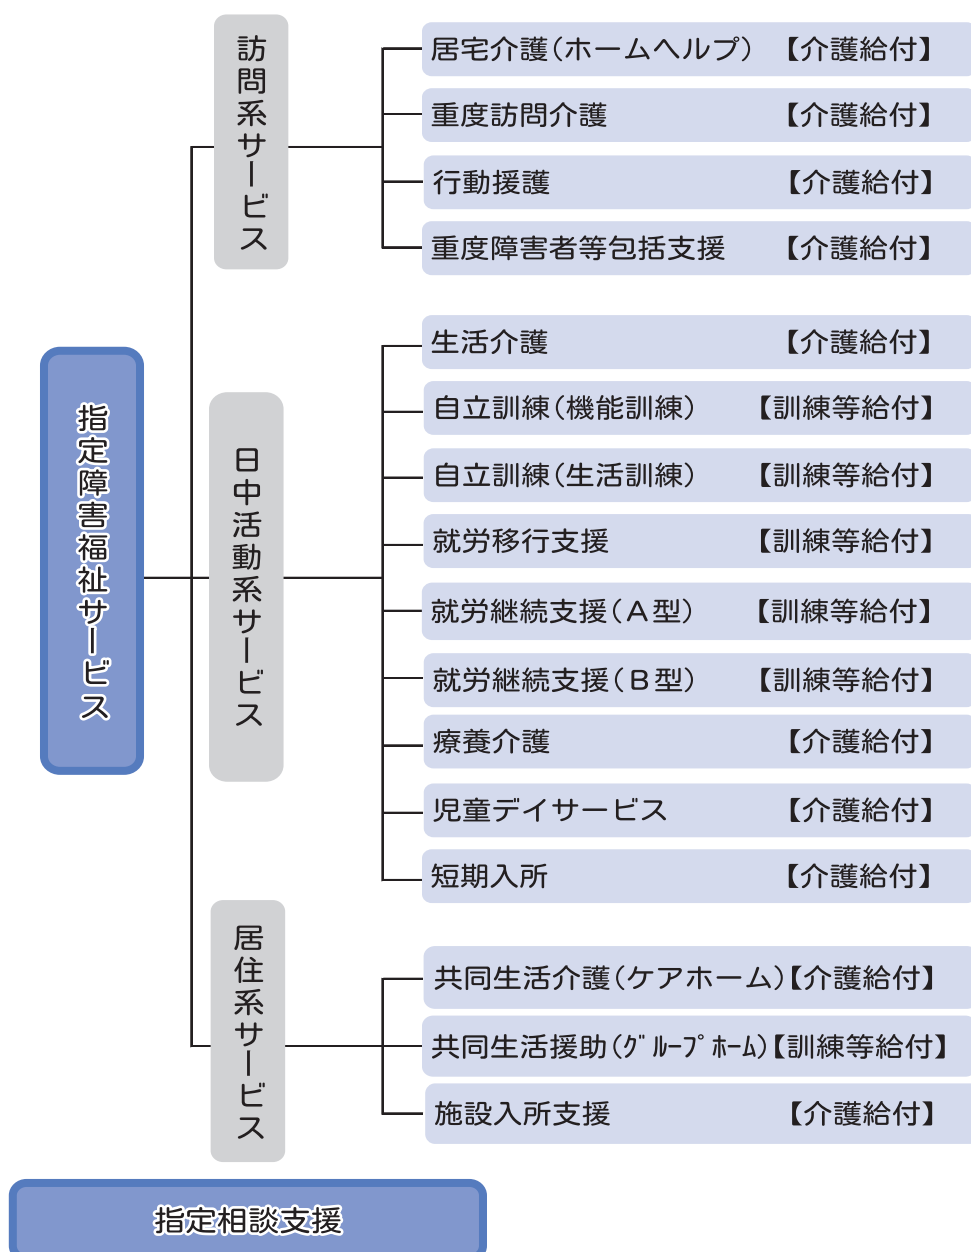 指定障害福祉サービス
訪問系サービス
居宅介護(ホームヘルプ) 【介護給付】
重度訪問介護 【介護給付】
行動援護 【介護給付】
重度障害者等包括支援 【介護給付】
日中活動系サービス
生活介護 【介護給付】
自立訓練(機能訓練) 【訓練等給付】
自立訓練(生活訓練) 【訓練等給付】
就労移行支援 【訓練等給付】
就労継続支援(A型) 【訓練等給付】
就労継続支援(B型) 【訓練等給付】
療養介護 【介護給付】
児童デイサービス 【介護給付】
短期入所 【介護給付】
居住系サービス
共同生活介護(ケアホーム)【介護給付】
共同生活援助(グループホーム)【訓練等給付】
施設入所支援 【介護給付】
指定相談支援